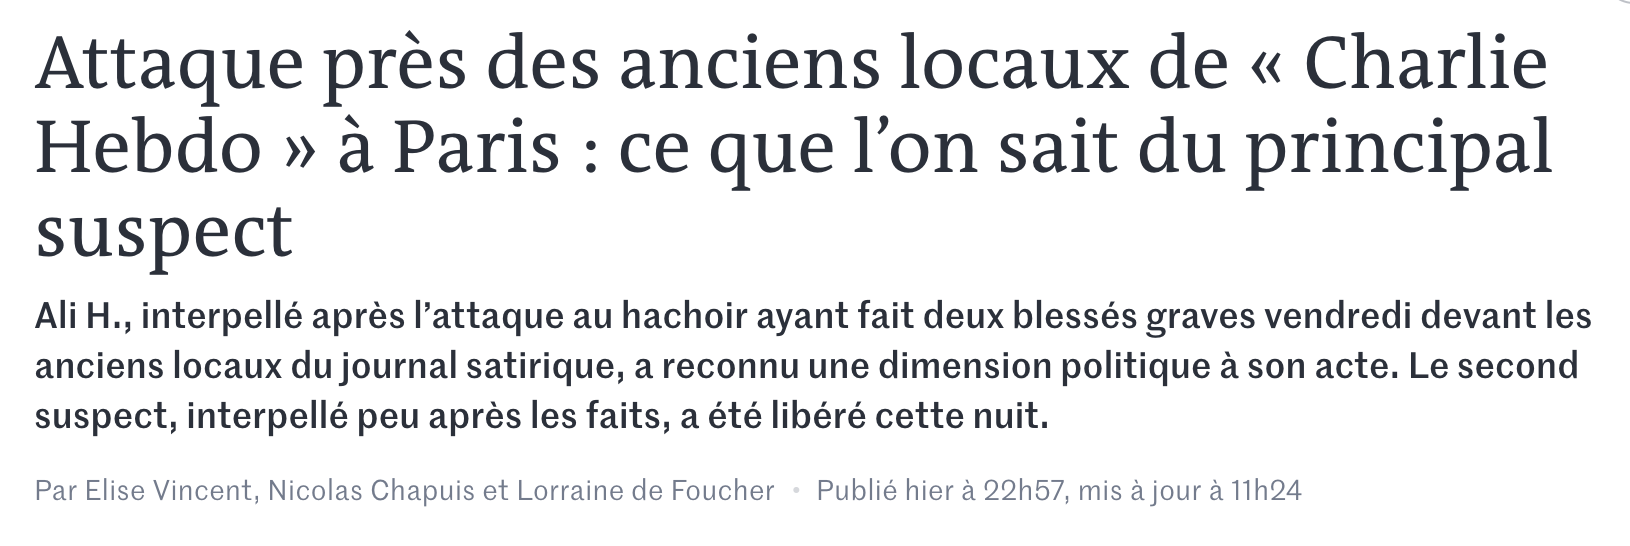 Attaque près des anciens locaux de « Charlie
Hebdo » à Paris : ce que l’on sait du principal
suspect
Ali H., interpellé après l’attaque au hachoir ayant fait deux blessés graves vendredi devant les
anciens locaux du journal satirique, a reconnu une dimension politique à son acte. Le second
suspect, interpellé peu après les faits, a été libéré cette nuit.
Par Elise Vincent, Nicolas Chapuis et Lorraine de Foucher • Publié hier à 22h57, mis à jour à 11h24